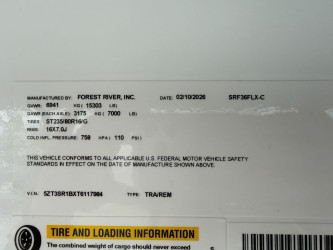 MANUFACTURED BY: FOREST RIVER, INC. DATE: 02/10/2026 SRF36FLX-C
GVWR: 6941 KG ( 15303 LB)
GAWR (EACH AXLE): 3175 KG ( 7000 LB)
TIRES: ST235/80R16/G
RIMS: 16X7.0J
COLD INFL. PRESSURE: 758 KPA ( 110 PSI)
THIS VEHICLE CONFORMS TO ALL APPLICABLE U.S. FEDERAL MOTOR VEHICLE SAFETY
STANDARDS IN EFFECT ON THE DATE OF MANUFACTURE SHOWN ABOVE.
V.I.N.: 5ZT3SR1BXT6117984 TYPE: TRA/REM
TIRE AND LOADING INFORMATION
The combined weight of cargo should never exceed